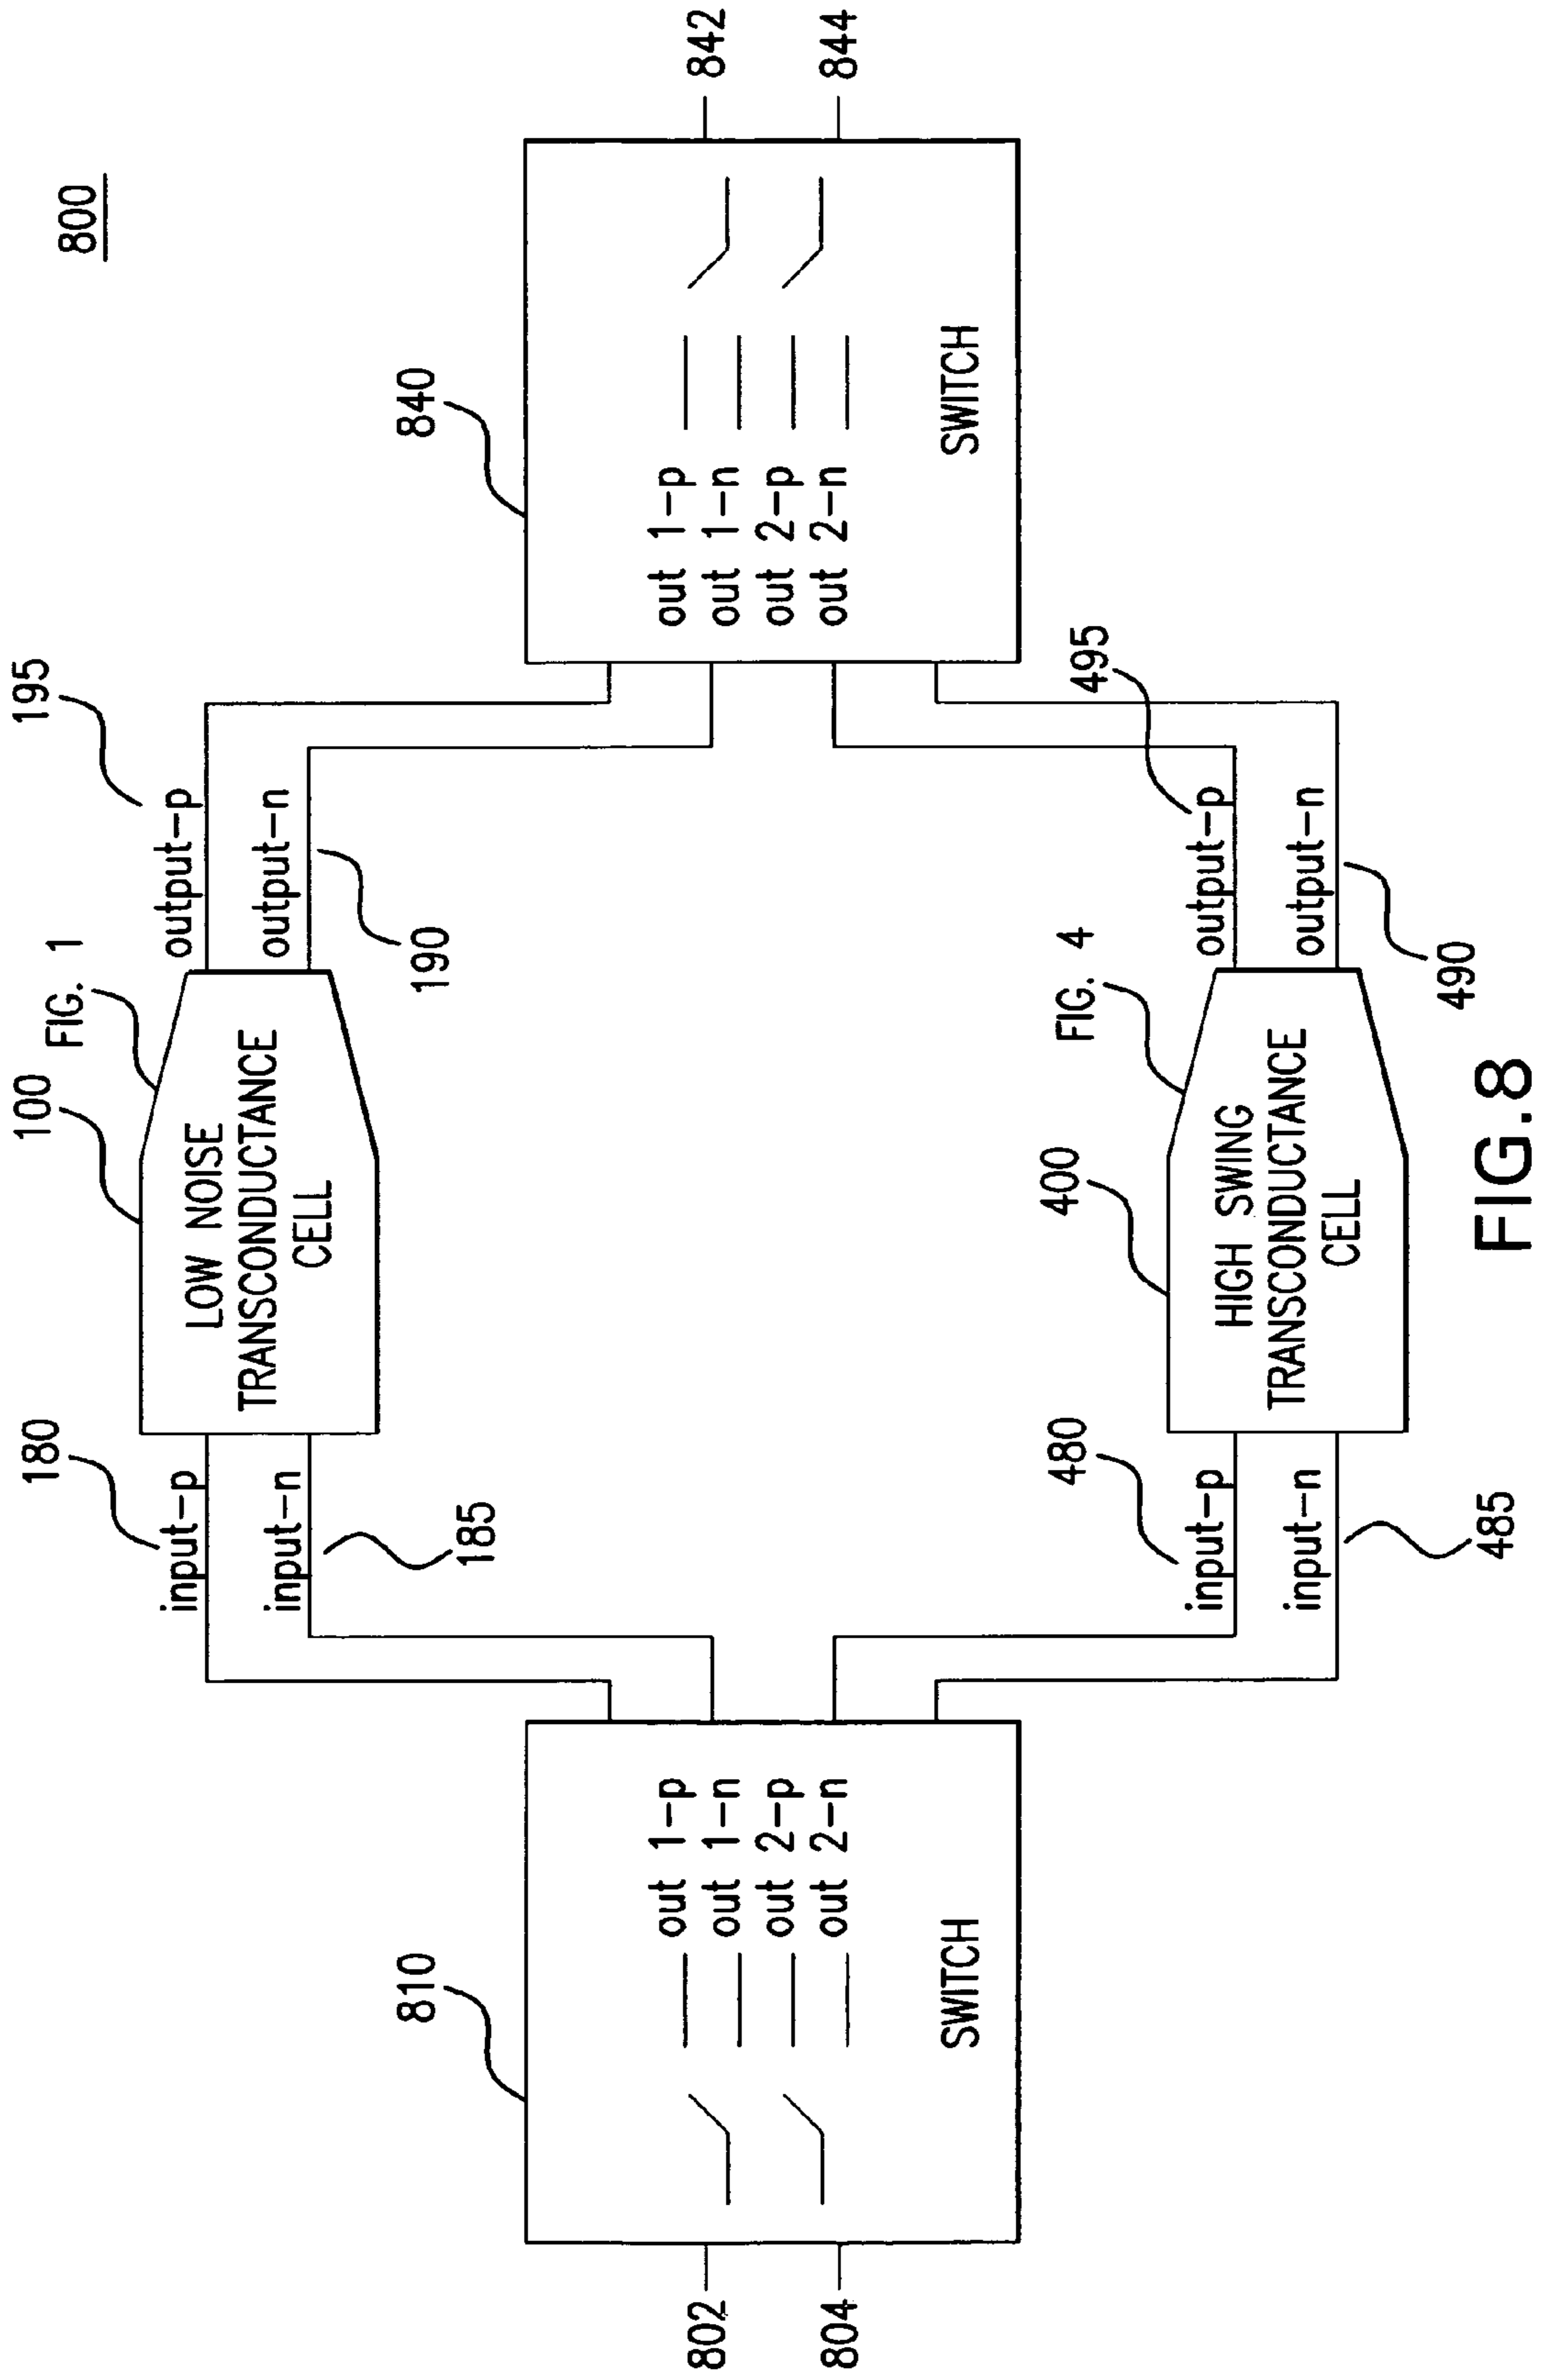 800
100
FIG. 1
195
180
input-p
output-p
LOW NOISE
TRANSCONDUCTANCE
CELL
input-n
output-n
185
190
810
840
out 1-p
out 1-n
out 2-p
out 2-n
SWITCH
802
804
out 1-p
out 1-n
out 2-p
out 2-n
SWITCH
842
844
400
FIG. 4
495
480
input-p
output-p
HIGH SWING
TRANSCONDUCTANCE
CELL
input-n
output-n
485
490
FIG.8